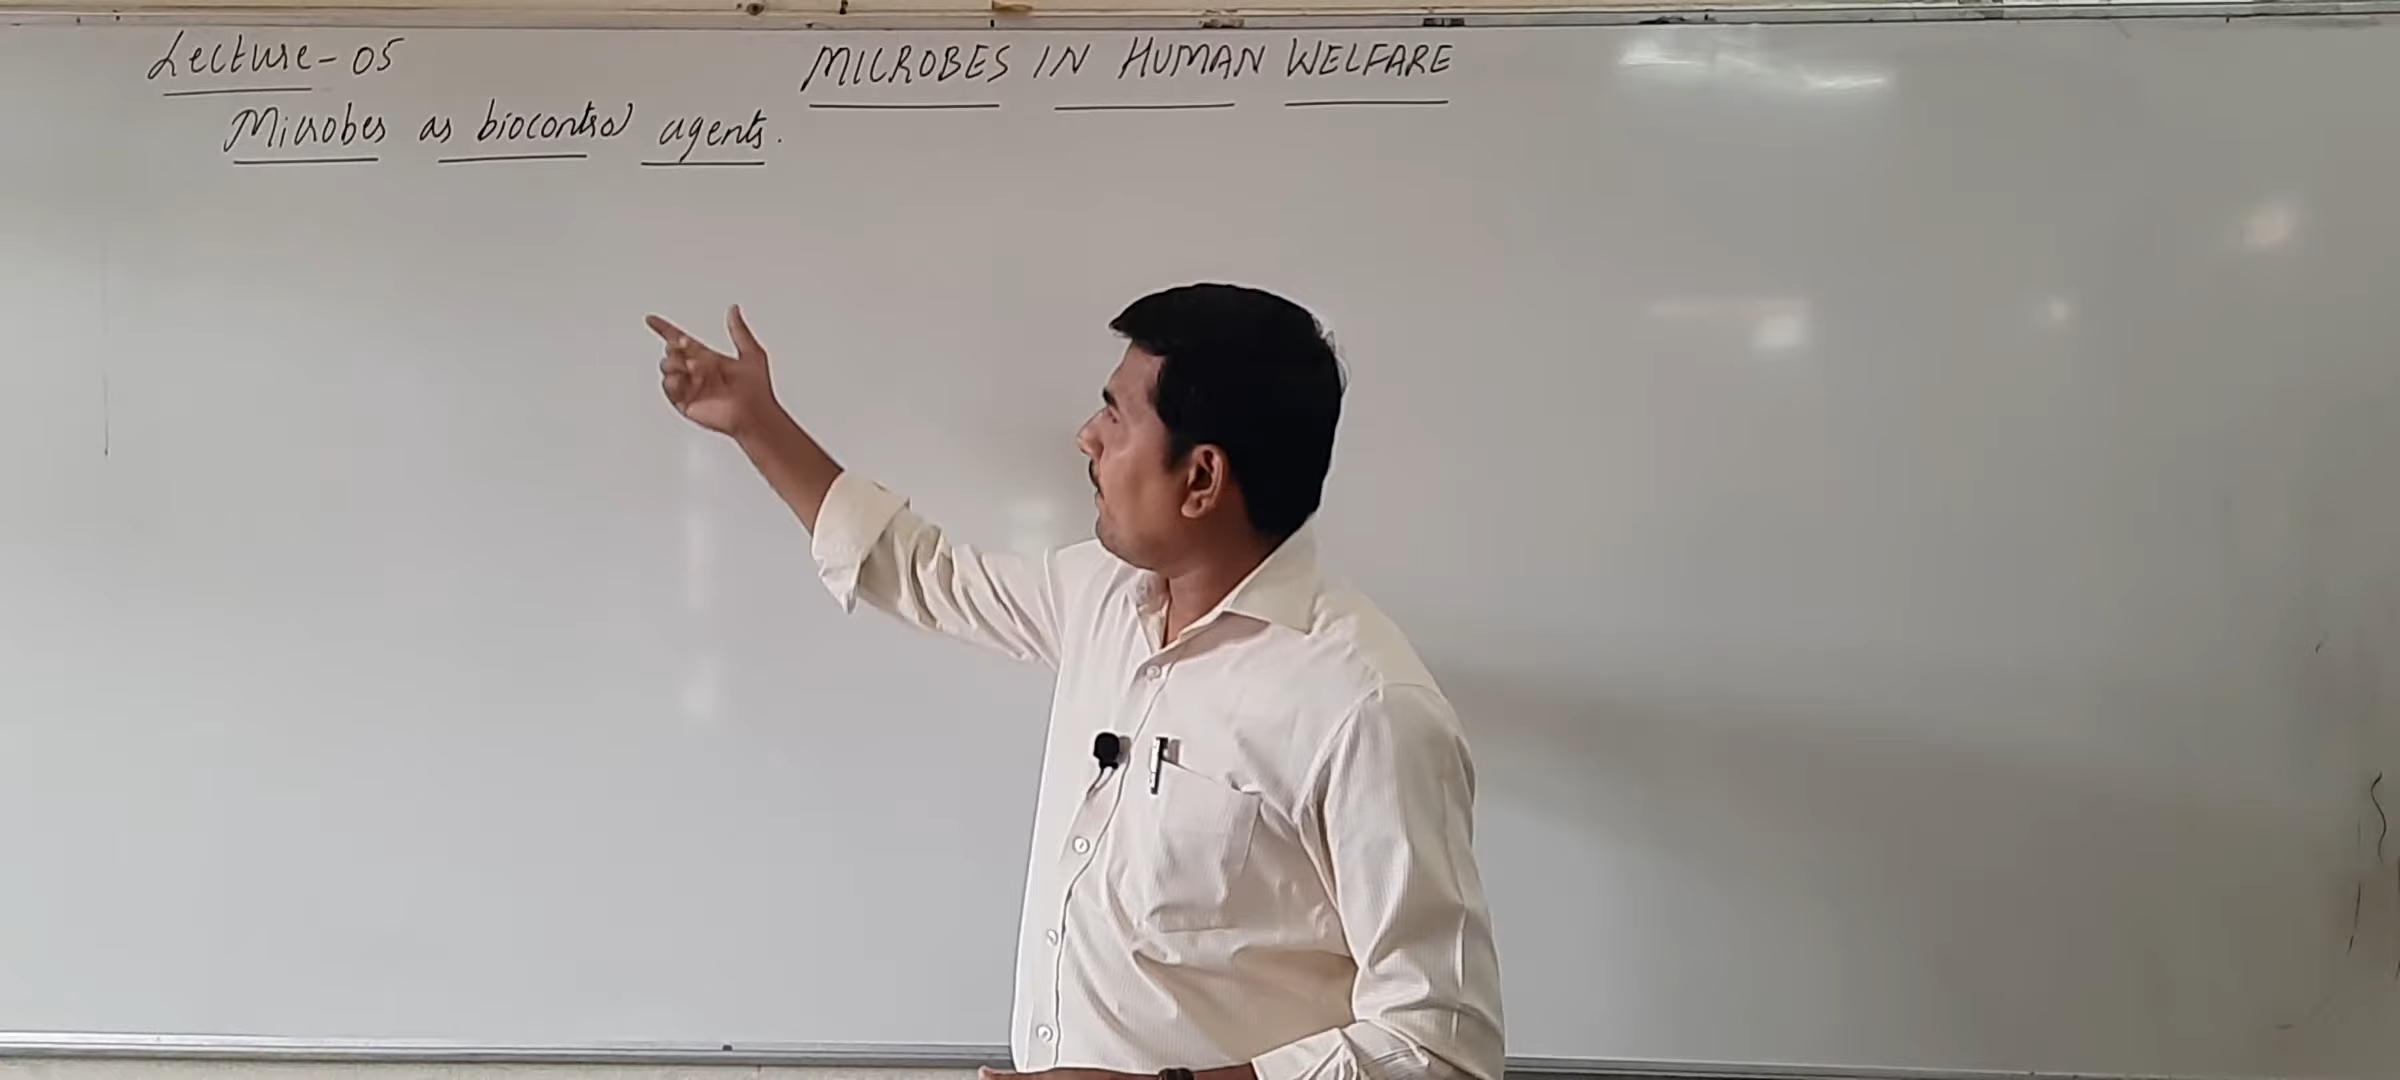 Lecture-05
MICROBES IN HUMAN WELFARE
Microbes as biocontrol agents.